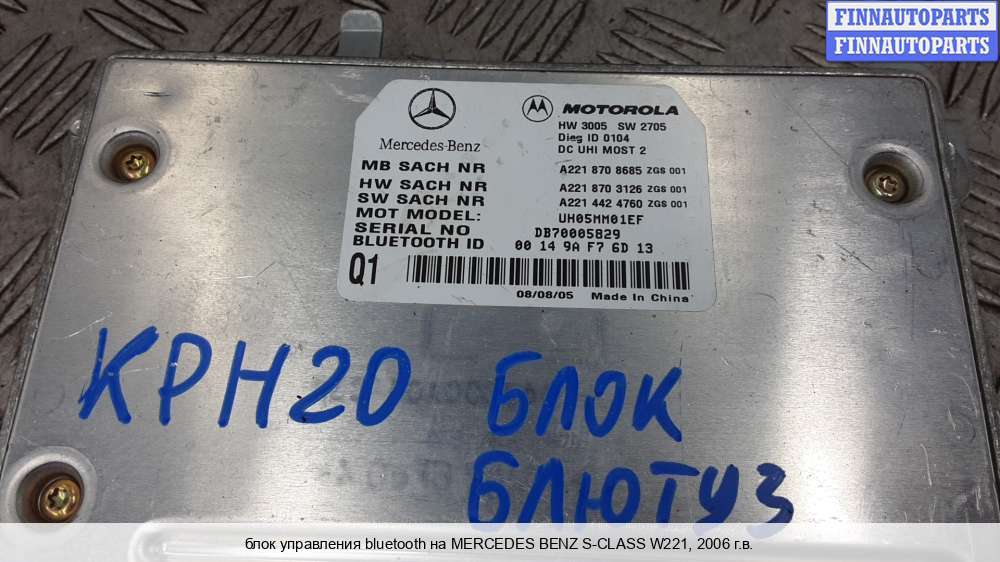 FINNAUTOPARTS
FINNAUTOPARTS
Mercedes-Benz
MOTOROLA
HW 3005 SW 2705
Diag ID 0104
DC UHI MOST 2
MB SACH NR A221 870 8685 ZGS 001
HW SACH NR A221 870 3126 ZGS 001
SW SACH NR A221 442 4760 ZGS 001
MOT MODEL: UH05MM01EF
SERIAL NO DB70005829
BLUETOOTH ID 00 14 9A F7 6D 13
Q1
08/08/05 Made In China
КРН20 БЛОК
БЛЮТУЗ
блок управления bluetooth на MERCEDES BENZ S-CLASS W221, 2006 г.в.